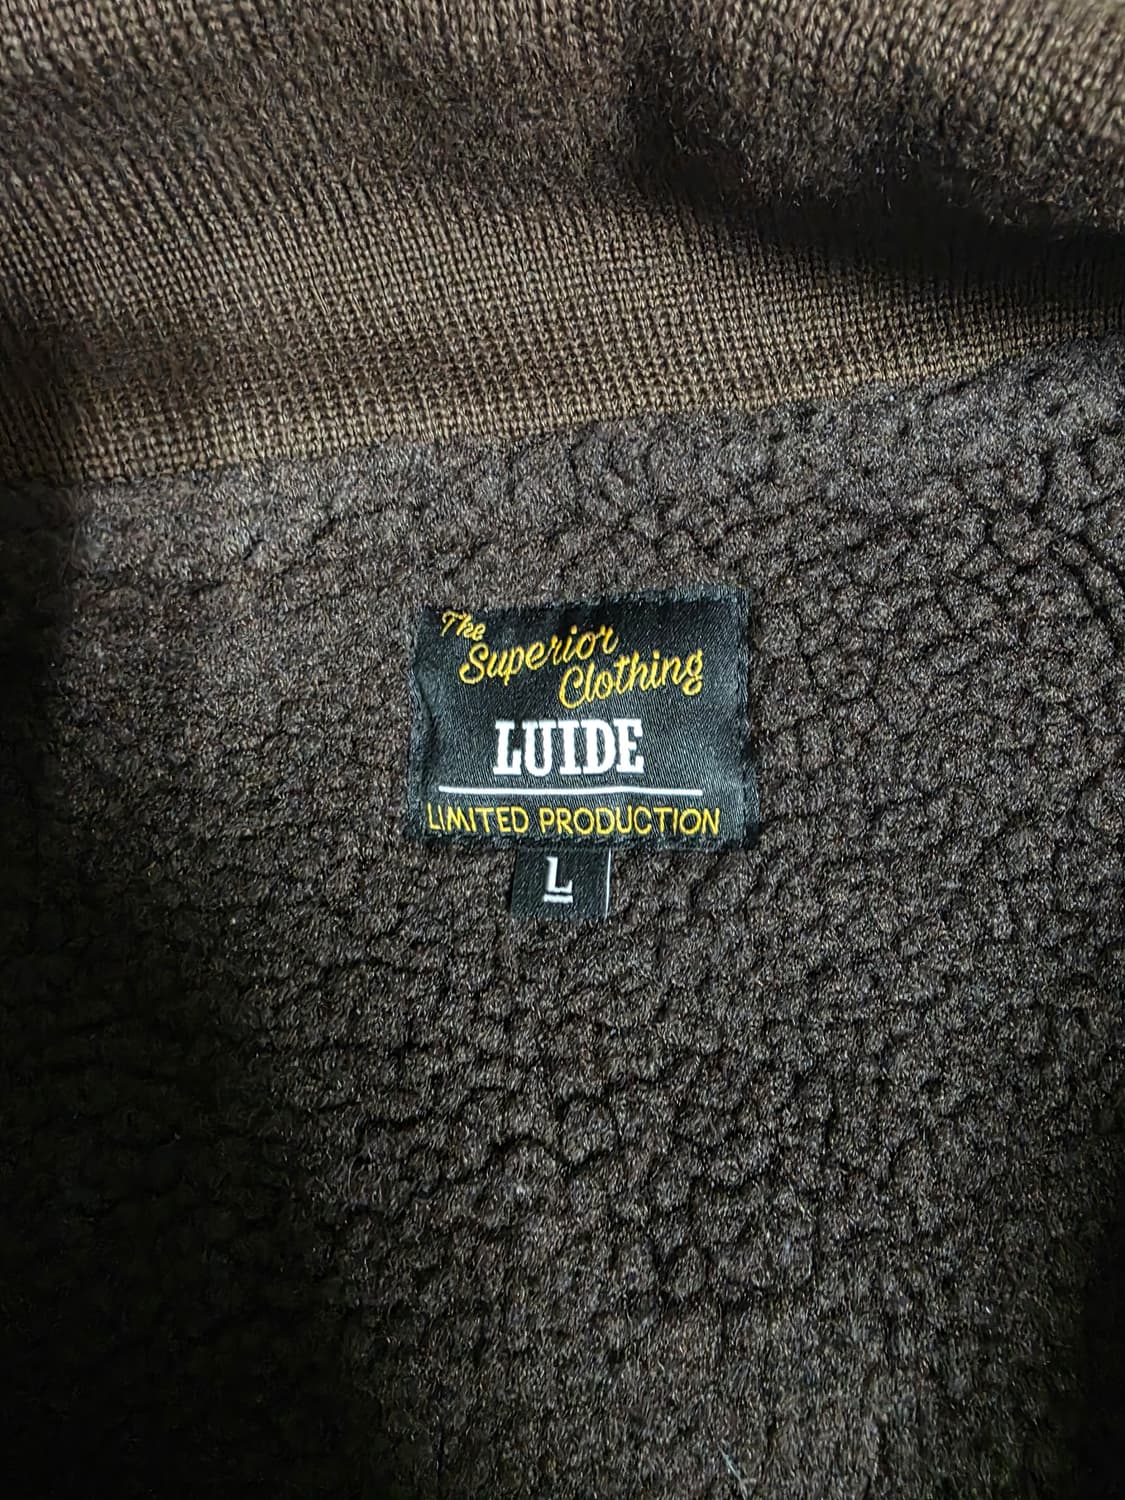 The
Superior
Clothing
LUIDE
LIMITED PRODUCTION
L